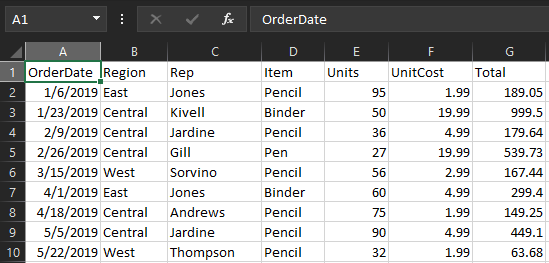 A1 fx OrderDate
A B C D E F G
1 OrderDate Region Rep Item Units UnitCost Total
2 1/6/2019 East Jones Pencil 95 1.99 189.05
3 1/23/2019 Central Kivell Binder 50 19.99 999.5
4 2/9/2019 Central Jardine Pencil 36 4.99 179.64
5 2/26/2019 Central Gill Pen 27 19.99 539.73
6 3/15/2019 West Sorvino Pencil 56 2.99 167.44
7 4/1/2019 East Jones Binder 60 4.99 299.4
8 4/18/2019 Central Andrews Pencil 75 1.99 149.25
9 5/5/2019 Central Jardine Pencil 90 4.99 449.1
10 5/22/2019 West Thompson Pencil 32 1.99 63.68